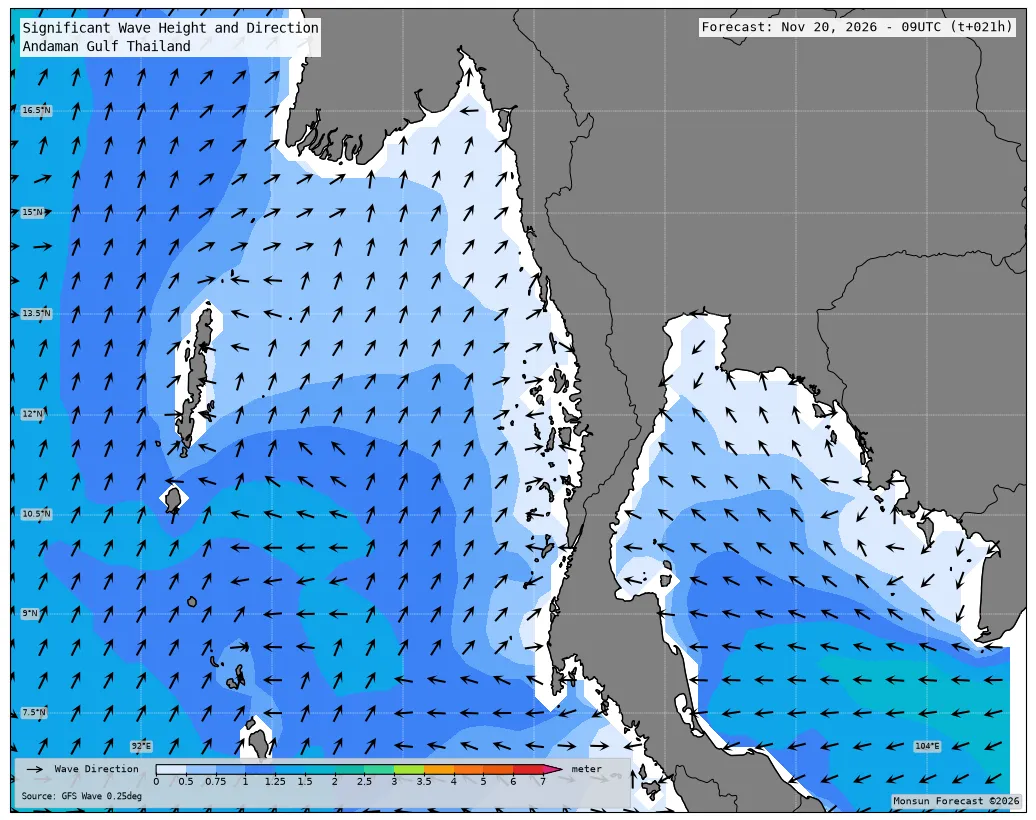 Significant Wave Height and Direction
Andaman Gulf Thailand
Forecast: Nov 20, 2026 - 09UTC (t+021h)
16.5°N
15°N
13.5°N
12°N
10.5°N
9°N
7.5°N
92°E
104°E
Wave Direction
meter
0.5 0.75 1 1.25 1.5 2 2.5 3 3.5 4 5 6 7
Source: GFS Wave 0.25deg
Monsun Forecast ©2026